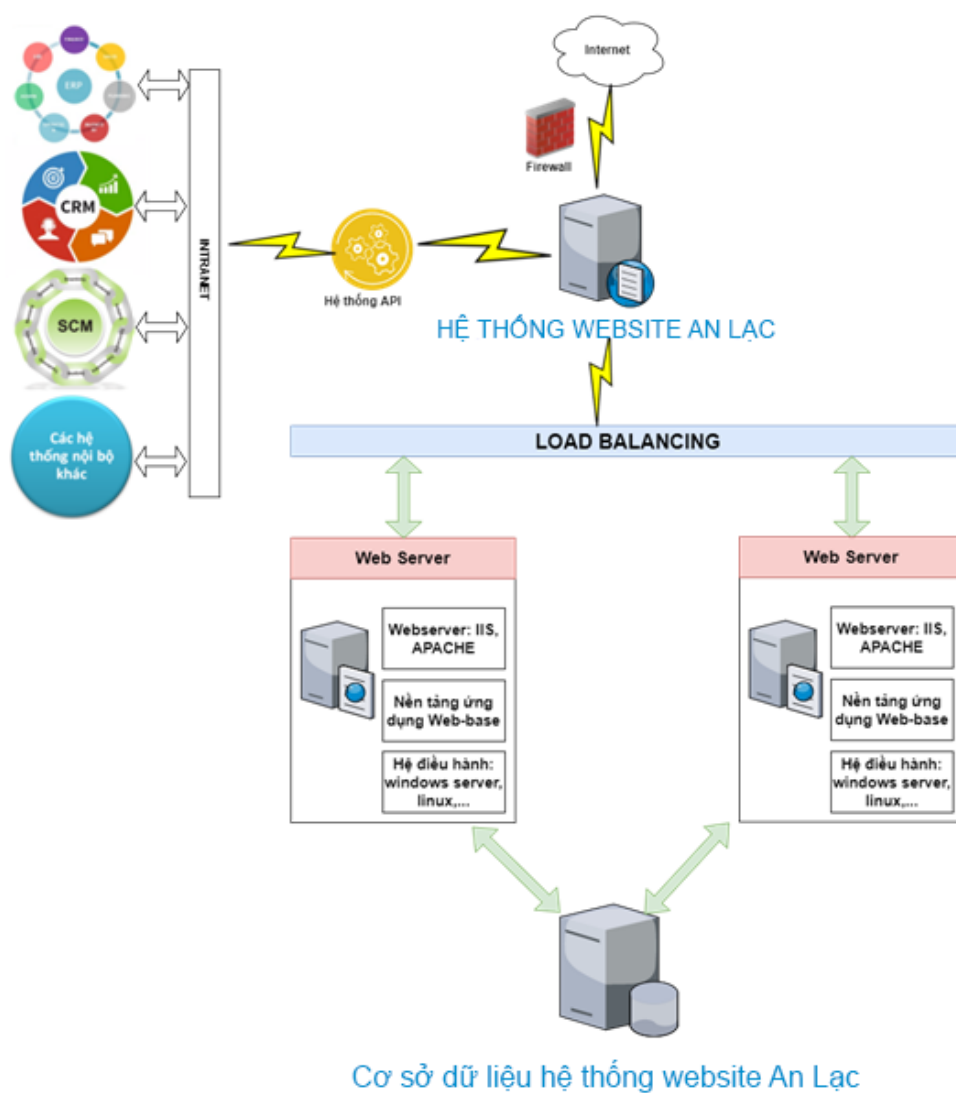 Internet
Firewall
ERP
CRM
SCM
Các hệ
thống nội bộ
khác
INTRANET
Hệ thống API
HỆ THỐNG WEBSITE AN LẠC
LOAD BALANCING
Web Server
Webserver: IIS,
APACHE
Nền tảng ứng
dụng Web-base
Hệ điều hành:
windows server,
linux,...
Web Server
Webserver: IIS,
APACHE
Nền tảng ứng
dụng Web-base
Hệ điều hành:
windows server,
linux,...
Cơ sở dữ liệu hệ thống website An Lạc